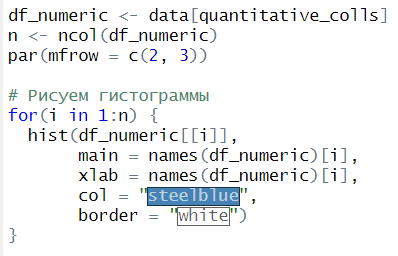 df_numeric <- data[quantitative_colls]
n <- ncol(df_numeric)
par(mfrow = c(2, 3))

# Рисуем гистограммы
for(i in 1:n) {
  hist(df_numeric[[i]],
       main = names(df_numeric)[i],
       xlab = names(df_numeric)[i],
       col = "steelblue",
       border = "white")
}